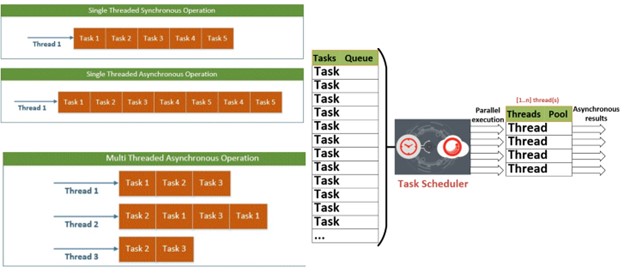 Single Threaded Synchronous Operation
Thread 1 Task 1 Task 2 Task 3 Task 4 Task 5
Single Threaded Asynchronous Operation
Thread 1 Task 1 Task 2 Task 3 Task 4 Task 5 Task 4 Task 5
Multi Threaded Asynchronous Operation
Thread 1 Task 1 Task 2 Task 3
Thread 2 Task 2 Task 1 Task 3 Task 1
Thread 3 Task 2 Task 3
Tasks Queue
Task
Task
Task
Task
Task
Task
Task
Task
Task
Task
Task
Task
...
Task Scheduler
Parallel
execution
[1..n] thread(s)
Threads Pool
Thread
Thread
Thread
Thread
Asynchronous
results